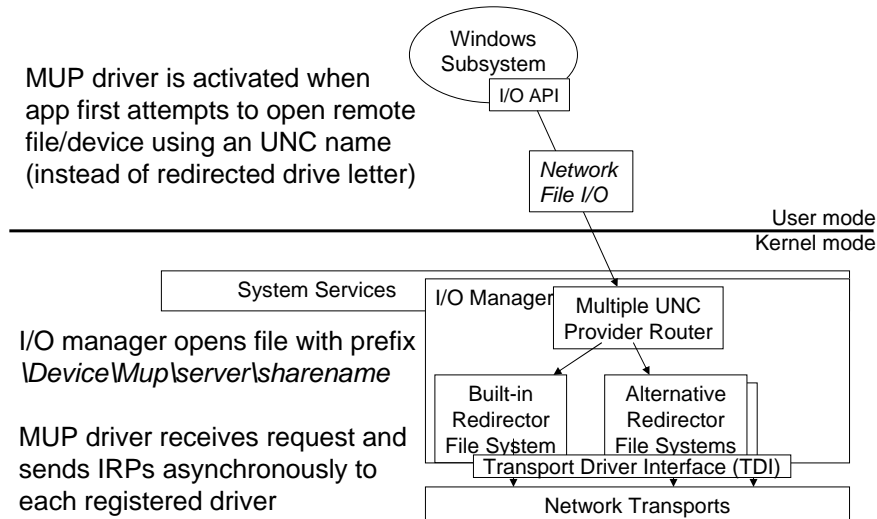 Windows
Subsystem
I/O API
MUP driver is activated when
app first attempts to open remote
file/device using an UNC name
(instead of redirected drive letter)
Network
File I/O
User mode
Kernel mode
System Services
I/O Manager
Multiple UNC
Provider Router
I/O manager opens file with prefix
\Device\Mup\server\sharename
Built-in
Redirector
File System
Alternative
Redirector
File Systems
MUP driver receives request and
sends IRPs asynchronously to
each registered driver
Transport Driver Interface (TDI)
Network Transports